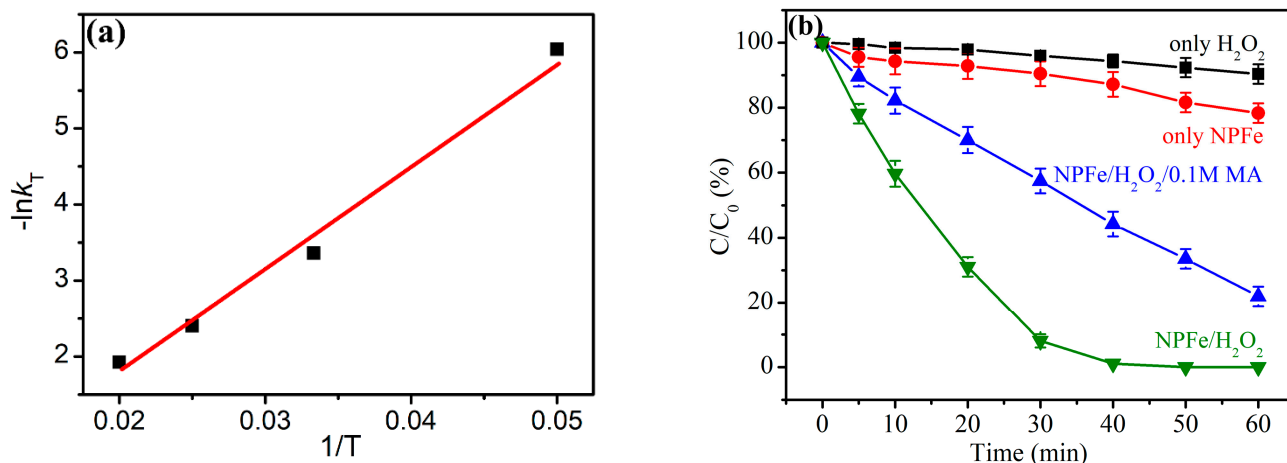 (a)
6
5
4
3
2
-lnk_T
0.02 0.03 0.04 0.05
1/T
(b)
100
80
60
40
20
0
C/C₀ (%)
only H₂O₂
only NPFe
NPFe/H₂O₂/0.1M MA
NPFe/H₂O₂
0 10 20 30 40 50 60
Time (min)